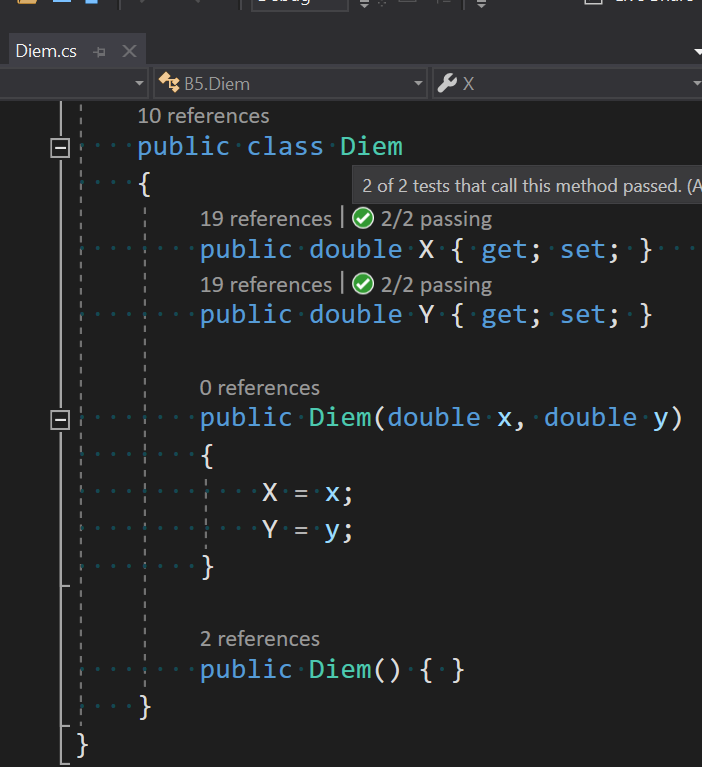 Diem.cs
B5.Diem X
10 references
public class Diem
{
2 of 2 tests that call this method passed. (A
19 references | 2/2 passing
public double X { get; set; }
19 references | 2/2 passing
public double Y { get; set; }
0 references
public Diem(double x, double y)
{
X = x;
Y = y;
}
2 references
public Diem() { }
}
}